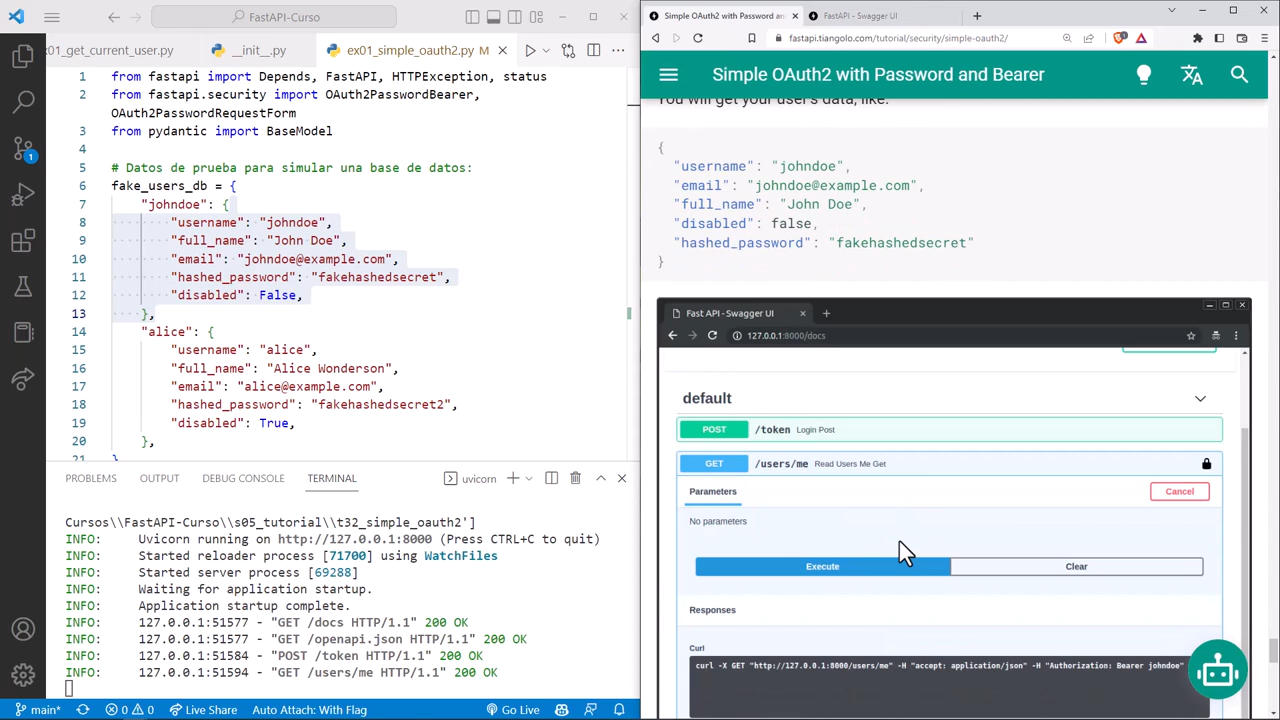 FastAPI-Curso
x01_get_current_user.py
__init__.py
ex01_simple_oauth2.py M
1 from fastapi import Depends, FastAPI, HTTPException, status
2 from fastapi.security import OAuth2PasswordBearer,
OAuth2PasswordRequestForm
3 from pydantic import BaseModel
4
5 # Datos de prueba para simular una base de datos:
6 fake_users_db = {
7 "johndoe": {
8 "username": "johndoe",
9 "full_name": "John Doe",
10 "email": "johndoe@example.com",
11 "hashed_password": "fakehashedsecret",
12 "disabled": False,
13 },
14 "alice": {
15 "username": "alice",
16 "full_name": "Alice Wonderson",
17 "email": "alice@example.com",
18 "hashed_password": "fakehashedsecret2",
19 "disabled": True,
20 },
21 }
PROBLEMS OUTPUT DEBUG CONSOLE TERMINAL uvicorn
Cursos\\FastAPI-Curso\\s05_tutorial\\t32_simple_oauth2']
INFO: Uvicorn running on http://127.0.0.1:8000 (Press CTRL+C to quit)
INFO: Started reloader process [71700] using WatchFiles
INFO: Started server process [69288]
INFO: Waiting for application startup.
INFO: Application startup complete.
INFO: 127.0.0.1:51577 - "GET /docs HTTP/1.1" 200 OK
INFO: 127.0.0.1:51577 - "GET /openapi.json HTTP/1.1" 200 OK
INFO: 127.0.0.1:51584 - "POST /token HTTP/1.1" 200 OK
INFO: 127.0.0.1:51594 - "GET /users/me HTTP/1.1" 200 OK
1
main* 0 0 Live Share Auto Attach: With Flag Go Live
Simple OAuth2 with Password and
FastAPI - Swagger UI
fastapi.tiangolo.com/tutorial/security/simple-oauth2/
Simple OAuth2 with Password and Bearer
You will get your user's data, like:
{
"username": "johndoe",
"email": "johndoe@example.com",
"full_name": "John Doe",
"disabled": false,
"hashed_password": "fakehashedsecret"
}
Fast API - Swagger UI
127.0.0.1:8000/docs
default
POST /token Login Post
GET /users/me Read Users Me Get
Parameters Cancel
No parameters
Execute Clear
Responses
Curl
curl -X GET "http://127.0.0.1:8000/users/me" -H "accept: application/json" -H "Authorization: Bearer johndoe"